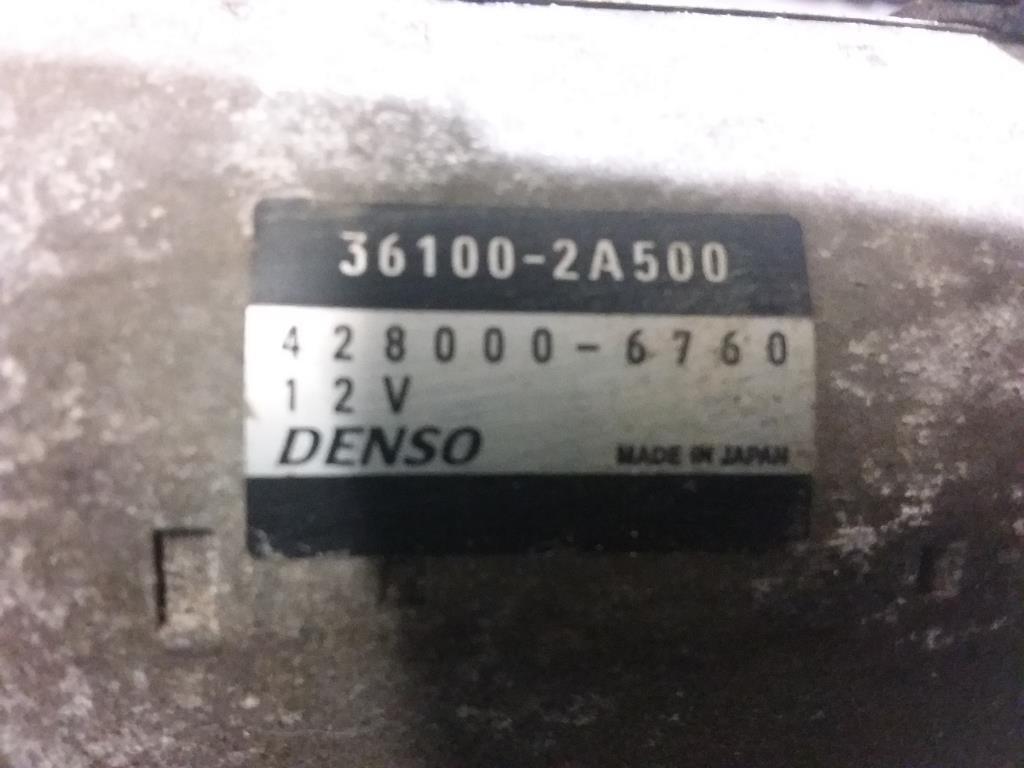 36100-2A500
428000-6760
12V
DENSO MADE IN JAPAN